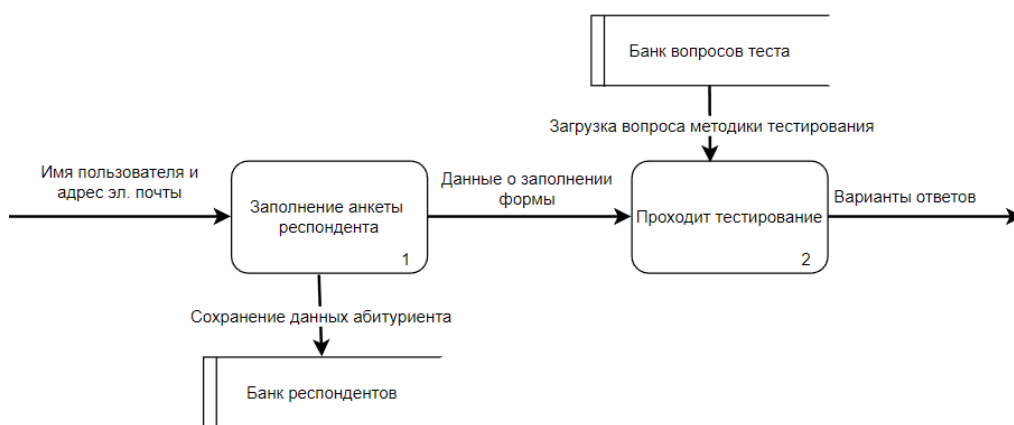 Банк вопросов теста
Загрузка вопроса методики тестирования
Имя пользователя и
адрес эл. почты
Заполнение анкеты
респондента
1
Данные о заполнении
формы
Проходит тестирование
2
Варианты ответов
Сохранение данных абитуриента
Банк респондентов